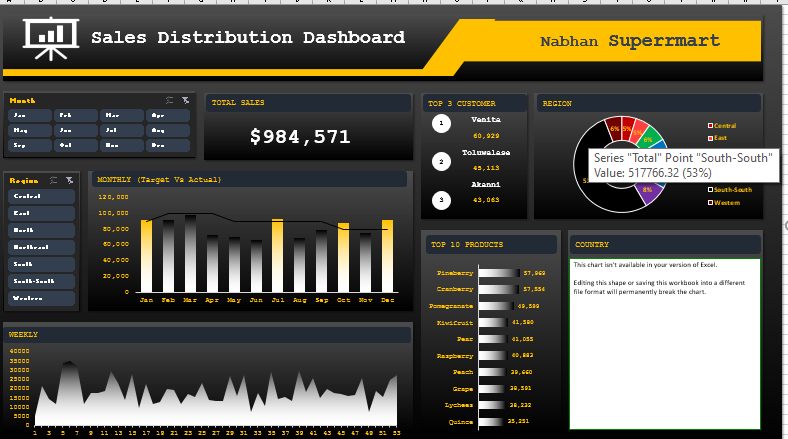 Sales Distribution Dashboard
Nabhan Superrmart
Month
Jan Feb Mar Apr
May Jun Jul Aug
Sep Oct Nov Dec
TOTAL SALES
$984,571
TOP 3 CUSTOMER
1 Venita
60,929
2 Toluwalase
45,113
3 Akanni
43,063
REGION
6% 5% 5% 6%
8%
Central
East
South-South
Western
Series "Total" Point "South-South"
Value: 517766.32 (53%)
Region
Central
East
North
Northeast
South
South-South
Western
MONTHLY (Target Vs Actual)
120,000
100,000
80,000
60,000
40,000
20,000
0
Jan Feb Mar Apr May Jun Jul Aug Sep Oct Nov Dec
TOP 10 PRODUCTS
Pineberry 57,969
Cranberry 57,554
Pomegranate 49,599
Kiwifruit 41,580
Pear 41,055
Raspberry 40,883
Peach 39,660
Grape 38,591
Lychees 38,232
Quince 35,251
COUNTRY
This chart isn't available in your version of Excel.
Editing this shape or saving this workbook into a different
file format will permanently break the chart.
WEEKLY
40000
35000
30000
25000
20000
15000
10000
5000
0
1 3 5 7 9 11 13 15 17 19 21 23 25 27 29 31 33 35 37 39 41 43 45 47 49 51 53